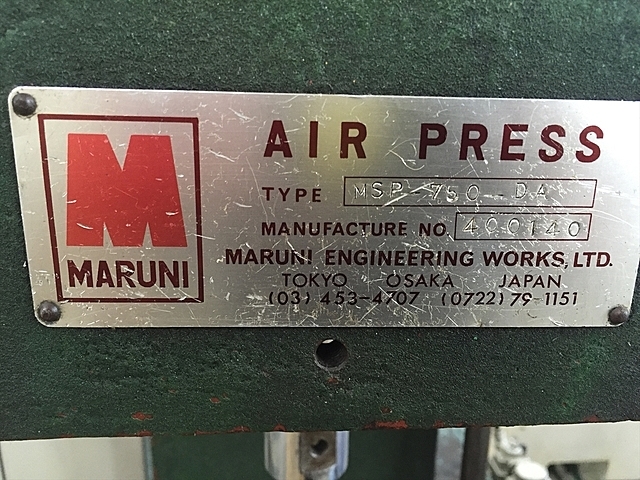 M
MARUNI
AIR PRESS
TYPE MSP-750-DA
MANUFACTURE NO. 400140
MARUNI ENGINEERING WORKS, LTD.
TOKYO OSAKA JAPAN
(03) 453-4707 (0722) 79-1151